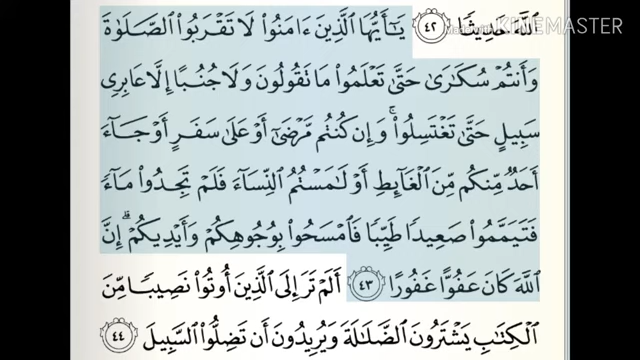 ٱللَّهَ حَدِيثٗا ٤٢ يَٰٓأَيُّهَا ٱلَّذِينَ ءَامَنُواْ لَا تَقۡرَبُواْ ٱلصَّلَوٰةَ
وَأَنتُمۡ سُكَٰرَىٰ حَتَّىٰ تَعۡلَمُواْ مَا تَقُولُونَ وَلَا جُنُبًا إِلَّا عَابِرِي
سَبِيلٍ حَتَّىٰ تَغۡتَسِلُواْۚ وَإِن كُنتُم مَّرۡضَىٰٓ أَوۡ عَلَىٰ سَفَرٍ أَوۡ جَآءَ
أَحَدٞ مِّنكُم مِّنَ ٱلۡغَآئِطِ أَوۡ لَٰمَسۡتُمُ ٱلنِّسَآءَ فَلَمۡ تَجِدُواْ مَآءٗ
فَتَيَمَّمُواْ صَعِيدٗا طَيِّبٗا فَٱمۡسَحُواْ بِوُجُوهِكُمۡ وَأَيۡدِيكُمۡۗ إِنَّ
ٱللَّهَ كَانَ عَفُوًّا غَفُورًا ٤٣ أَلَمۡ تَرَ إِلَى ٱلَّذِينَ أُوتُواْ نَصِيبٗا مِّنَ
ٱلۡكِتَٰبِ يَشۡتَرُونَ ٱلضَّلَٰلَةَ وَيُرِيدُونَ أَن تَضِلُّواْ ٱلسَّبِيلَ ٤٤
KINEMASTER